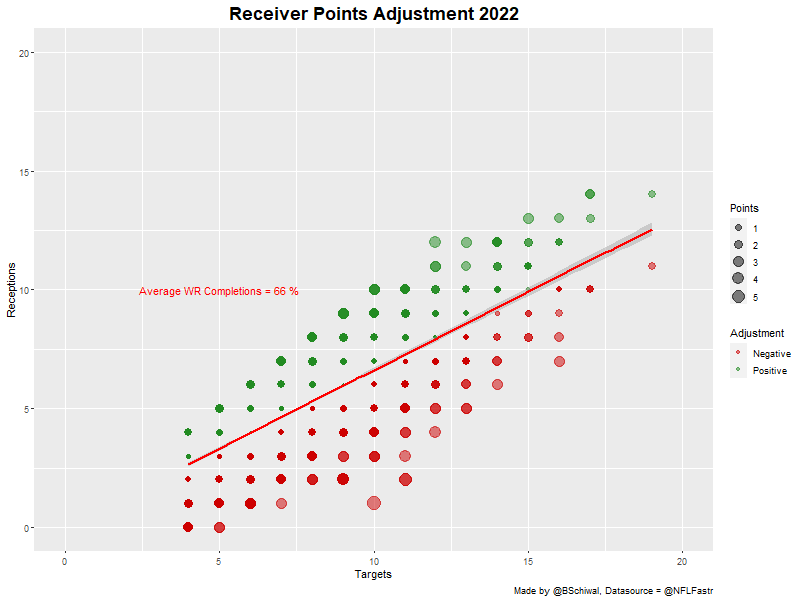 Receiver Points Adjustment 2022
20
15
10
5
0
Receptions
Average WR Completions = 66 %
0
5
10
15
20
Targets
Points
1
2
3
4
5
Adjustment
Negative
Positive
Made by @BSchiwal, Datasource = @NFLFastr